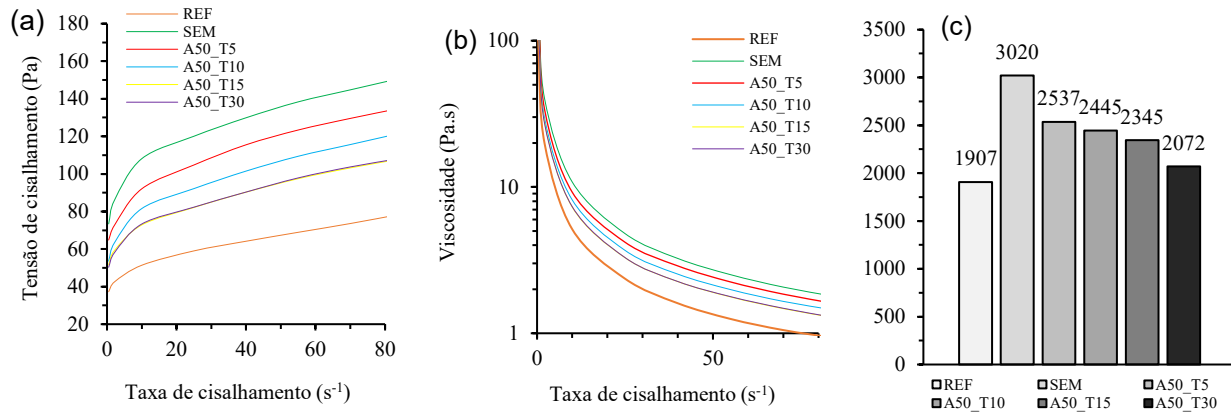 (a)
180
160
140
120
100
80
60
40
20
Tensão de cisalhamento (Pa)
REF
SEM
A50_T5
A50_T10
A50_T15
A50_T30
0 20 40 60 80
Taxa de cisalhamento (s-1)
(b)
100
10
1
Viscosidade (Pa.s)
REF
SEM
A50_T5
A50_T10
A50_T15
A50_T30
0 50
Taxa de cisalhamento (s-1)
(c)
3500
3000
2500
2000
1500
1000
500
0
1907
3020
2537
2445
2345
2072
REF SEM A50_T5
A50_T10 A50_T15 A50_T30